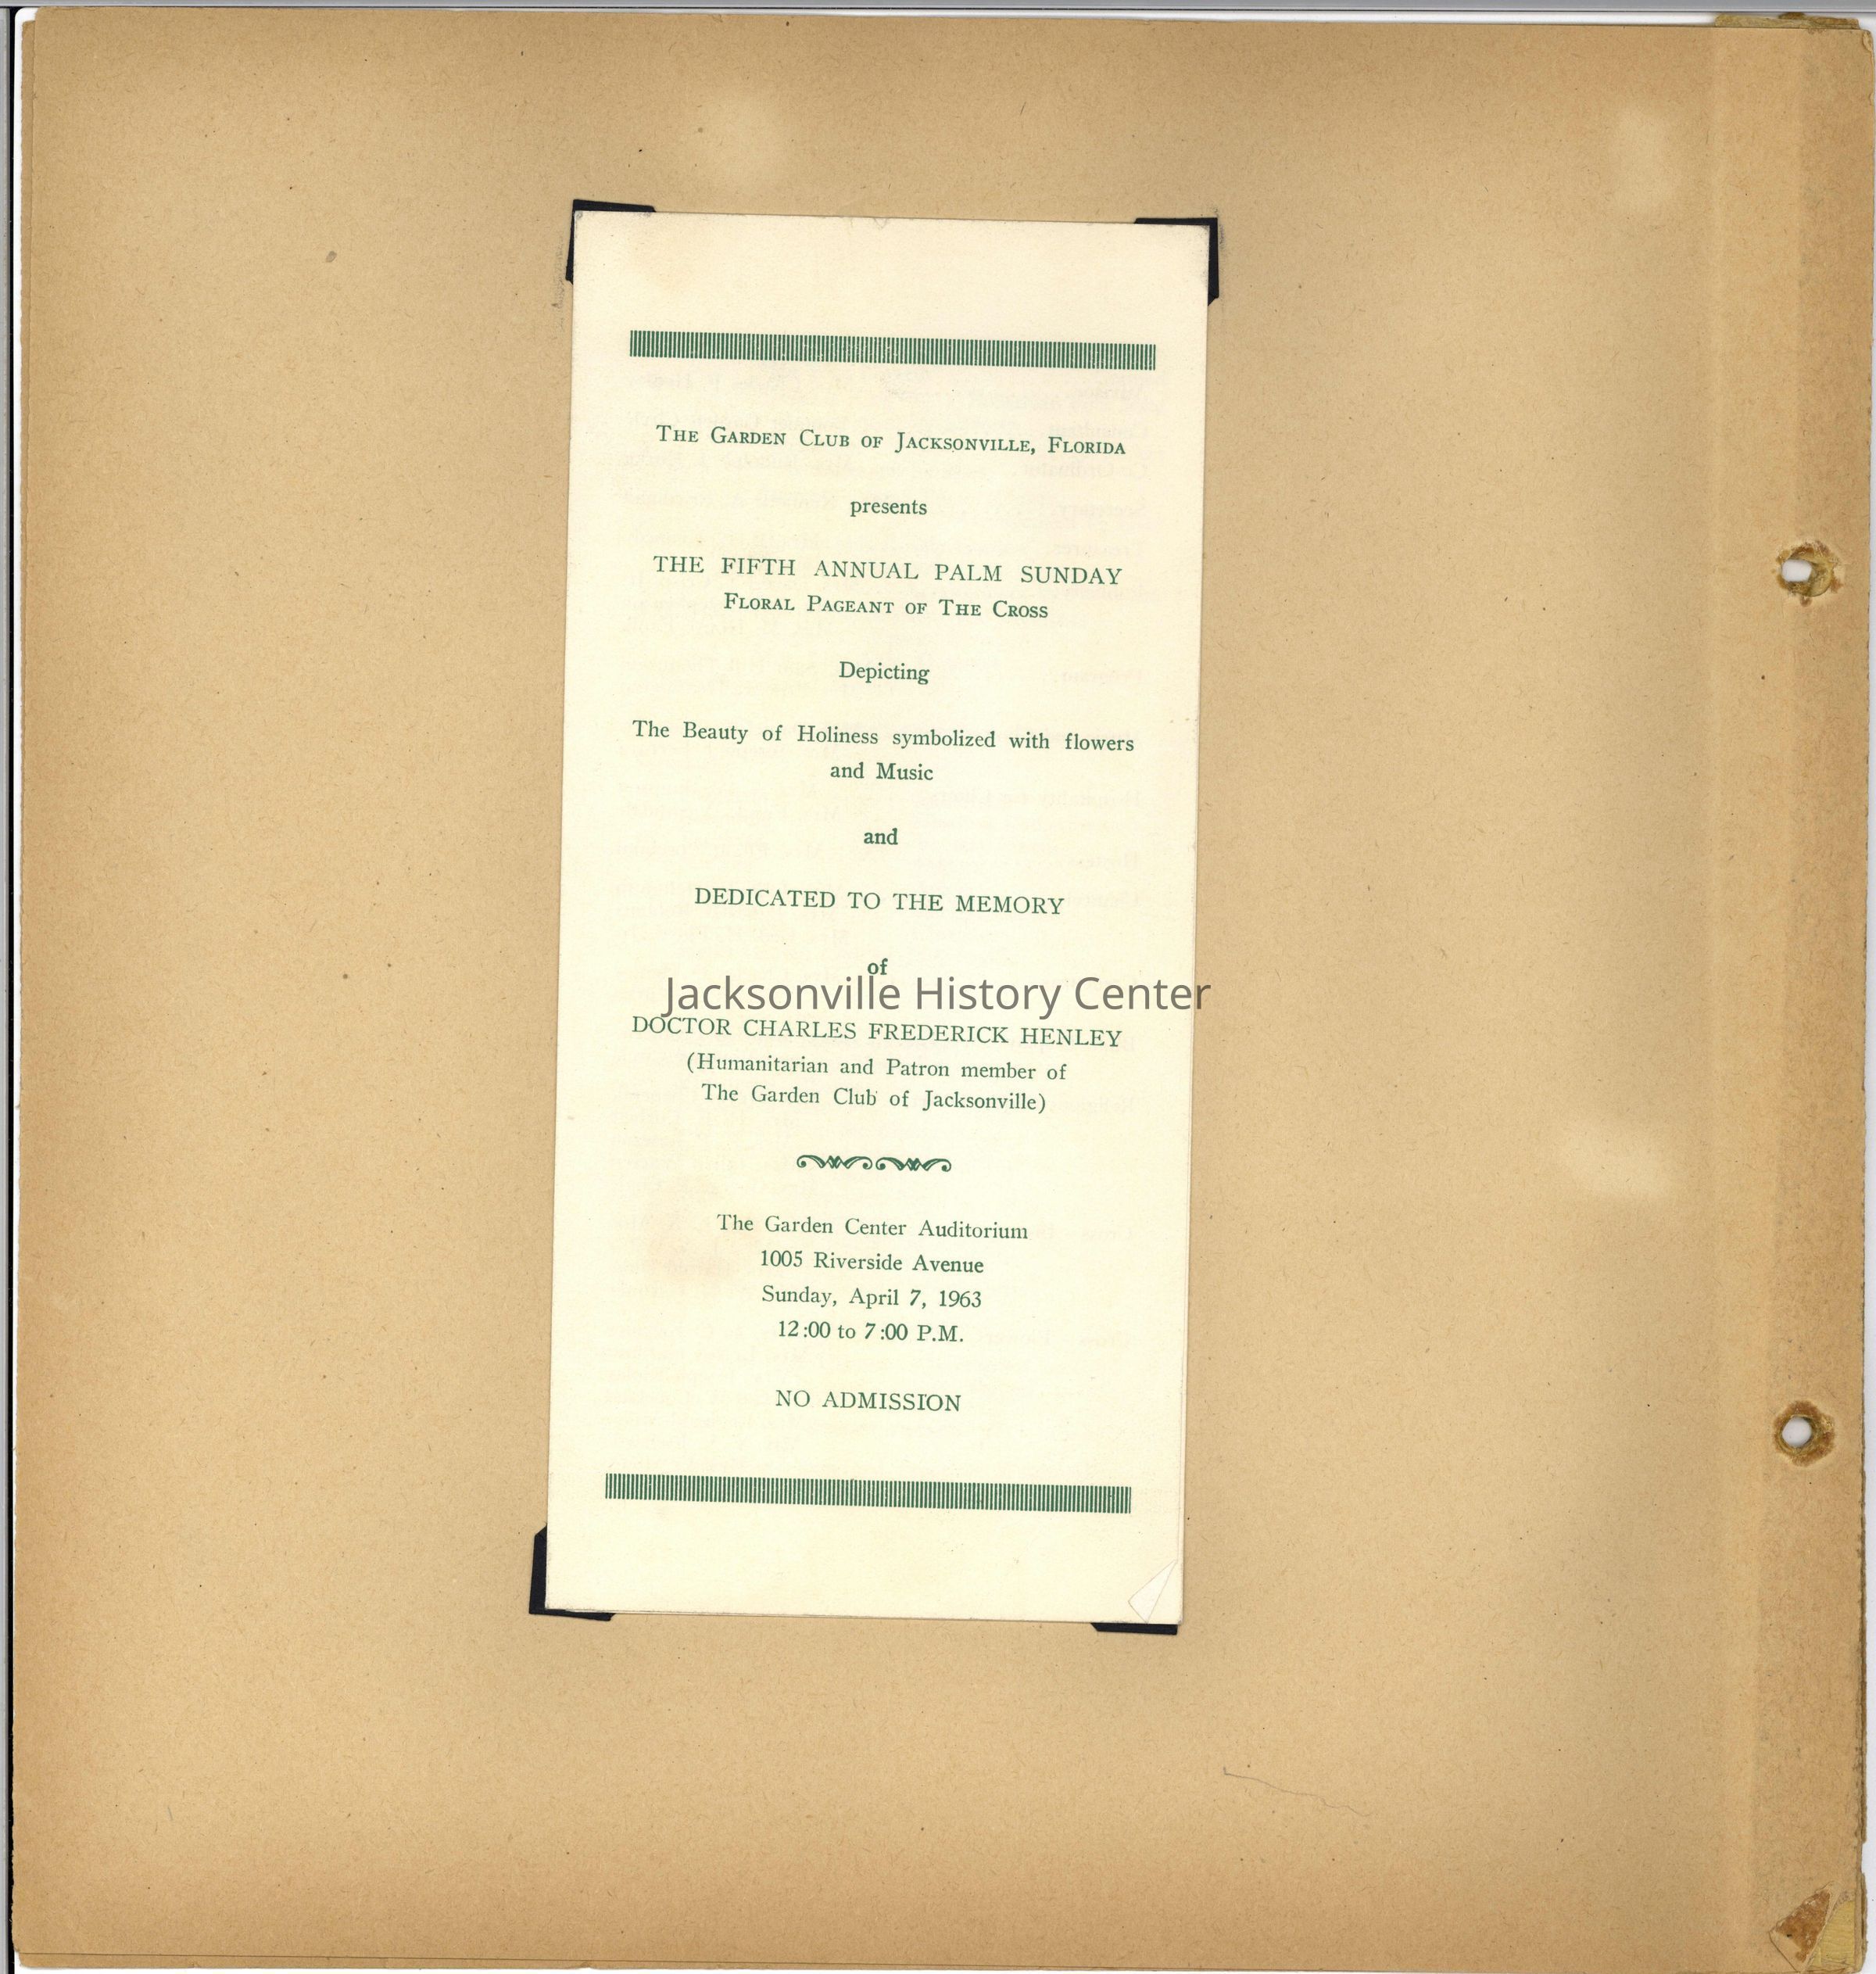 The Garden Club of Jacksonville, Florida
presents
THE FIFTH ANNUAL PALM SUNDAY
Floral Pageant of The Cross
Depicting
The Beauty of Holiness symbolized with flowers
and Music
and
DEDICATED TO THE MEMORY
of
Jacksonville History Center
DOCTOR CHARLES FREDERICK HENLEY
(Humanitarian and Patron member of
The Garden Club of Jacksonville)
The Garden Center Auditorium
1005 Riverside Avenue
Sunday, April 7, 1963
12:00 to 7:00 P.M.
NO ADMISSION